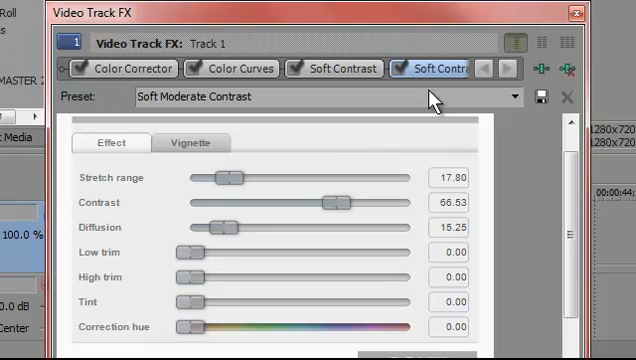 Roll
Video Track FX
1
Video Track FX: Track 1
Color Corrector
Color Curves
Soft Contrast
Soft Contra
MASTER 2
Preset:
Soft Moderate Contrast
t Media
1280x720
1280x720
Effect
Vignette
Stretch range
17.80
Contrast
66.53
00:00:44;
100.0 %
Diffusion
15.25
Low trim
0.00
High trim
0.00
.0 dB
Tint
0.00
Center
Correction hue
0.00